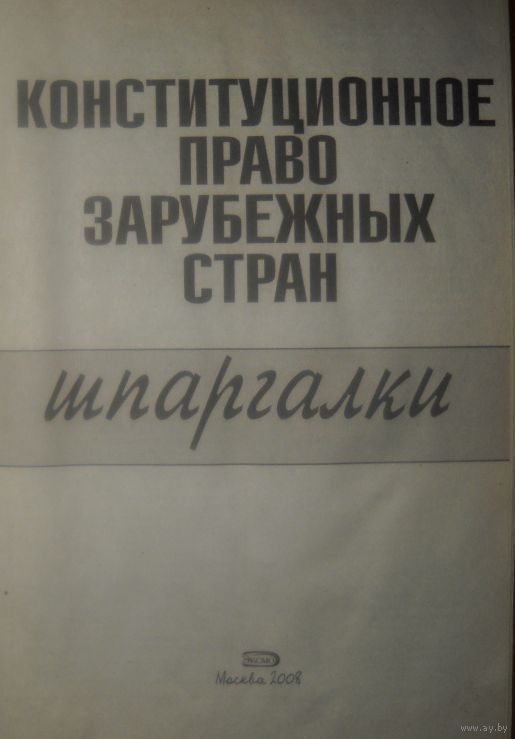 КОНСТИТУЦИОННОЕ
ПРАВО
ЗАРУБЕЖНЫХ
СТРАН
шпаргалки
ЭКСМО
Москва 2008
www.ay.by